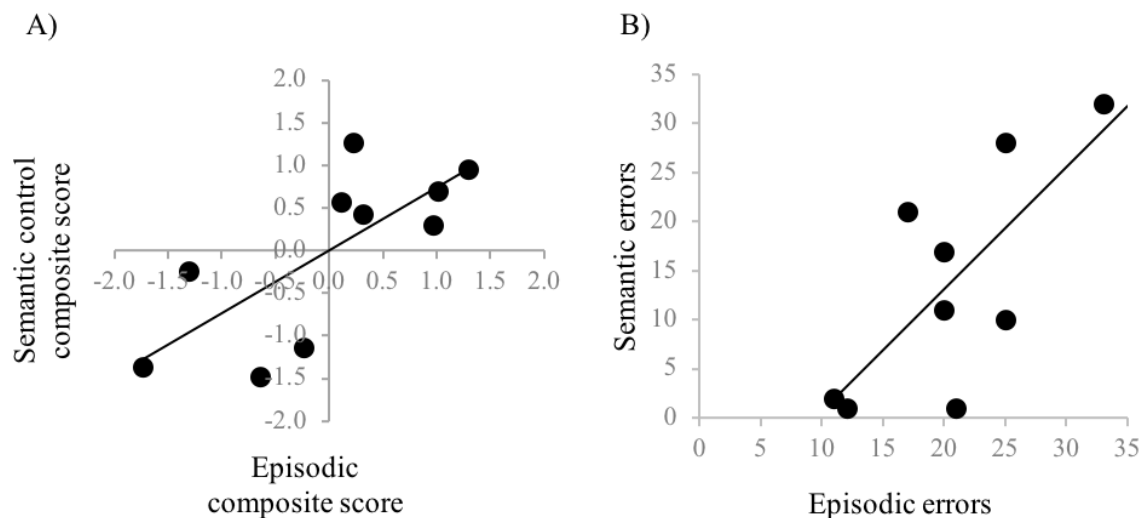 A)
2.0
1.5
1.0
0.5
0.0
-0.5
-1.0
-1.5
-2.0
-2.0 -1.5 -1.0 -0.5 0.0 0.5 1.0 1.5 2.0
Semantic control
composite score
Episodic
composite score
B)
35
30
25
20
15
10
5
0
0 5 10 15 20 25 30 35
Semantic errors
Episodic errors